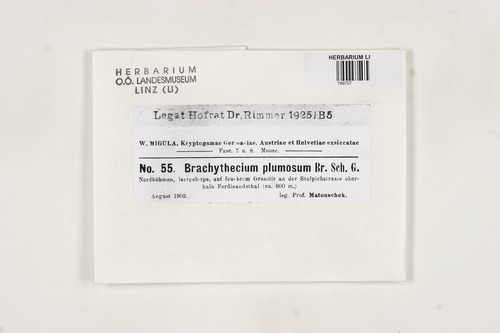 HERBARIUM
O.Ö. LANDESMUSEUM
LINZ (LI)
HERBARIUM LI
Legat Hofrat Dr. Rimmer 1925/B5
W. MIGULA, Kryptogamae Germaniae, Austriae et Helvetiae exsiccatae
Fasc. 7 u. 8. Moose.
No. 55. Brachythecium plumosum Br. Sch. G.
Nordböhmen, Isergebirge, auf feuchtem Granitit an der Stolpichstrasse ober-
halb Ferdinandsthal (ca. 600 m.)
August 1902.
leg. Prof. Matouschek.